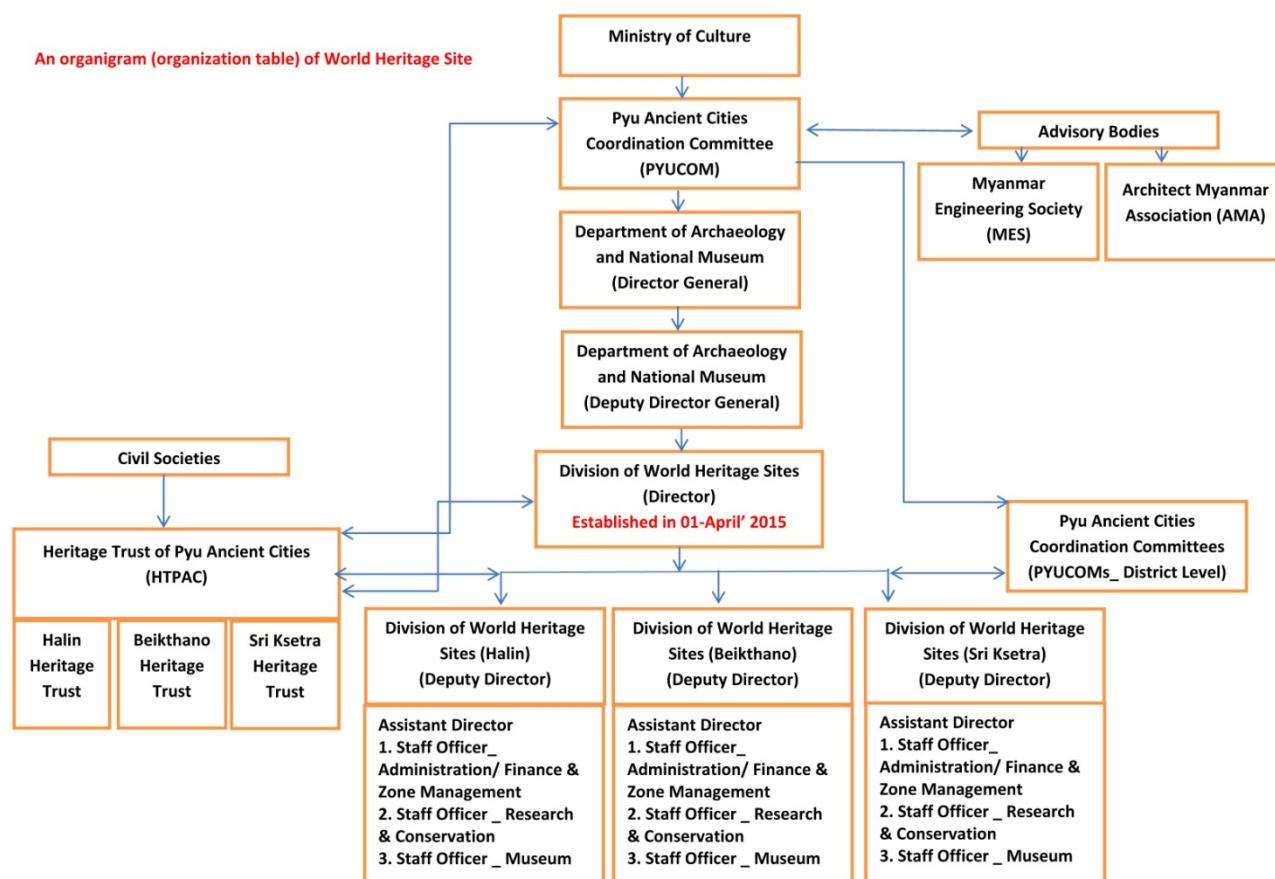 An organigram (organization table) of World Heritage Site
Ministry of Culture
Pyu Ancient Cities
Coordination Committee
(PYUCOM)
Advisory Bodies
Myanmar
Engineering Society
(MES)
Architect Myanmar
Association (AMA)
Department of Archaeology
and National Museum
(Director General)
Department of Archaeology
and National Museum
(Deputy Director General)
Civil Societies
Division of World Heritage Sites
(Director)
Established in 01-April’ 2015
Heritage Trust of Pyu Ancient Cities
(HTPAC)
Pyu Ancient Cities
Coordination Committees
(PYUCOMs_ District Level)
Halin
Heritage
Trust
Beikthano
Heritage
Trust
Sri Ksetra
Heritage
Trust
Division of World Heritage
Sites (Halin)
(Deputy Director)
Assistant Director
1. Staff Officer_
Administration/ Finance &
Zone Management
2. Staff Officer _ Research
& Conservation
3. Staff Officer _ Museum
Division of World Heritage
Sites (Beikthano)
(Deputy Director)
Assistant Director
1. Staff Officer_
Administration/ Finance &
Zone Management
2. Staff Officer _ Research
& Conservation
3. Staff Officer _ Museum
Division of World Heritage
Sites (Sri Ksetra)
(Deputy Director)
Assistant Director
1. Staff Officer_
Administration/ Finance &
Zone Management
2. Staff Officer _ Research
& Conservation
3. Staff Officer _ Museum